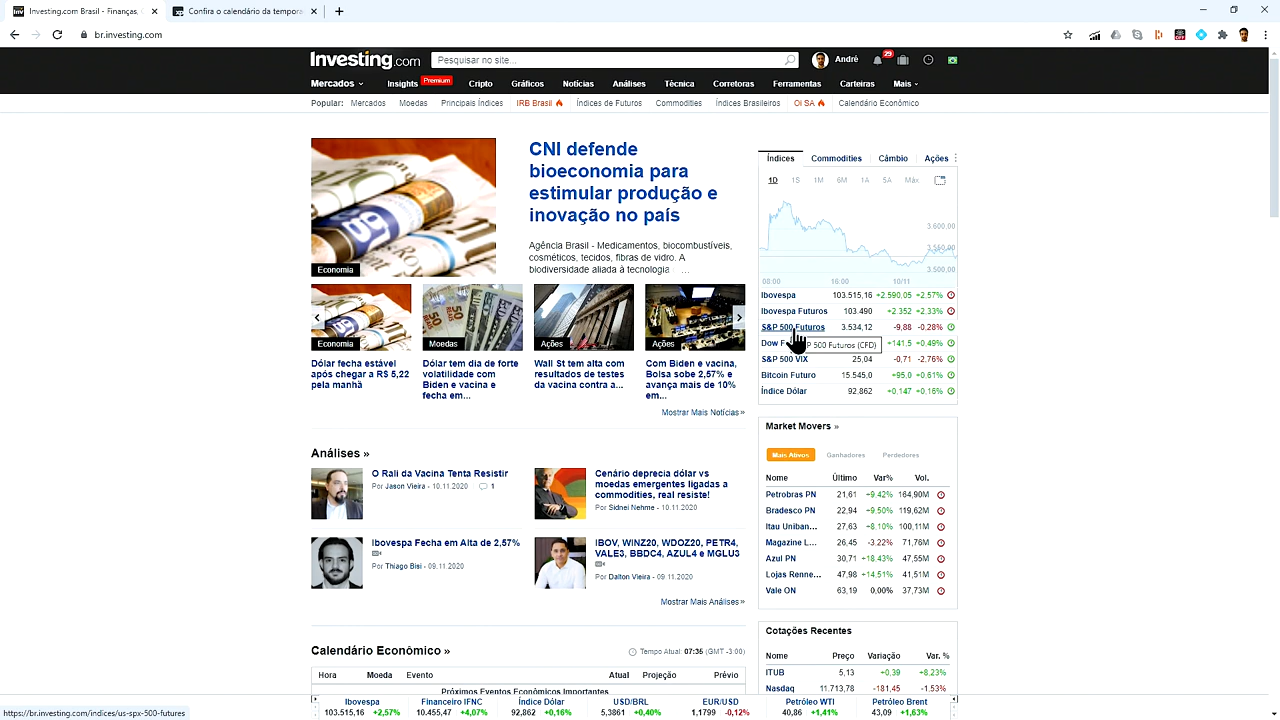 Investing.com Brasil - Finanças, C
Confira o calendário da tempora
br.investing.com
Investing.com
Pesquisar no site...
André
29
Mercados
Insights
Premium
Cripto
Gráficos
Notícias
Análises
Técnica
Corretoras
Ferramentas
Carteiras
Mais
Popular: Mercados Moedas Principais Índices IRB Brasil Índices de Futuros Commodities Índices Brasileiros Oi SA Calendário Econômico
Economia
CNI defende
bioeconomia para
estimular produção e
inovação no país
Agência Brasil - Medicamentos, biocombustíveis,
cosméticos, tecidos, fibras de vidro. A
biodiversidade aliada à tecnologia ...
Economia
Dólar fecha estável
após chegar a R$ 5,22
pela manhã
Moedas
Dólar tem dia de forte
volatilidade com
Biden e vacina e
fecha em...
Ações
Wall St tem alta com
resultados de testes
da vacina contra a...
Ações
Com Biden e vacina,
Bolsa sobe 2,57% e
avança mais de 10%
em...
Mostrar Mais Notícias»
Análises »
O Rali da Vacina Tenta Resistir
Por Jason Vieira - 10.11.2020 1
Cenário deprecia dólar vs
moedas emergentes ligadas a
commodities, real resiste!
Por Sidnei Nehme - 10.11.2020
Ibovespa Fecha em Alta de 2,57%
Por Thiago Bisi - 09.11.2020
IBOV, WINZ20, WDOZ20, PETR4,
VALE3, BBDC4, AZUL4 e MGLU3
Por Dalton Vieira - 09.11.2020
Mostrar Mais Análises»
Calendário Econômico »
Tempo Atual: 07:35 (GMT -3:00)
Hora Moeda Evento Atual Projeção Prévio
Próximos Eventos Econômicos Importantes
Índices Commodities Câmbio Ações
1D 1S 1M 6M 1A 5A Máx
3.600,00
3.550,00
3.500,00
08:00 16:00 10/11
Ibovespa 103.515,16 +2.590,05 +2,57%
Ibovespa Futuros 103.490 +2.352 +2,33%
S&P 500 Futuros 3.534,12 -9,88 -0,28%
Dow F +141,5 +0,49%
P 500 Futuros (CFD)
S&P 500 VIX 25,04 -0,71 -2,76%
Bitcoin Futuro 15.545,0 +95,0 +0,61%
Índice Dólar 92.862 +0,147 +0,16%
Market Movers »
Mais Ativos Ganhadores Perdedores
Nome Último Var% Vol.
Petrobras PN 21,61 +9.42% 164,90M
Bradesco PN 22,94 +9.50% 119,62M
Itau Uniban... 27,63 +8,10% 100,11M
Magazine L... 26,45 -3.22% 71,76M
Azul PN 30,71 +18,43% 47,55M
Lojas Renne... 47,98 +14,51% 41,51M
Vale ON 63,19 0,00% 37,73M
Cotações Recentes
Nome Preço Variação Var. %
ITUB 5,13 +0,39 +8,23%
Nasdaq 11.713,78 -181,45 -1,53%
Ibovespa
103.515,16 +2,57%
Financeiro IFNC
10.455,47 +4,07%
Índice Dólar
92,862 +0,16%
USD/BRL
5,3861 +0,40%
EUR/USD
1,1799 -0,12%
Petróleo WTI
40,86 +1,41%
Petróleo Brent
43,09 +1,63%
https://br.investing.com/indices/us-spx-500-futures